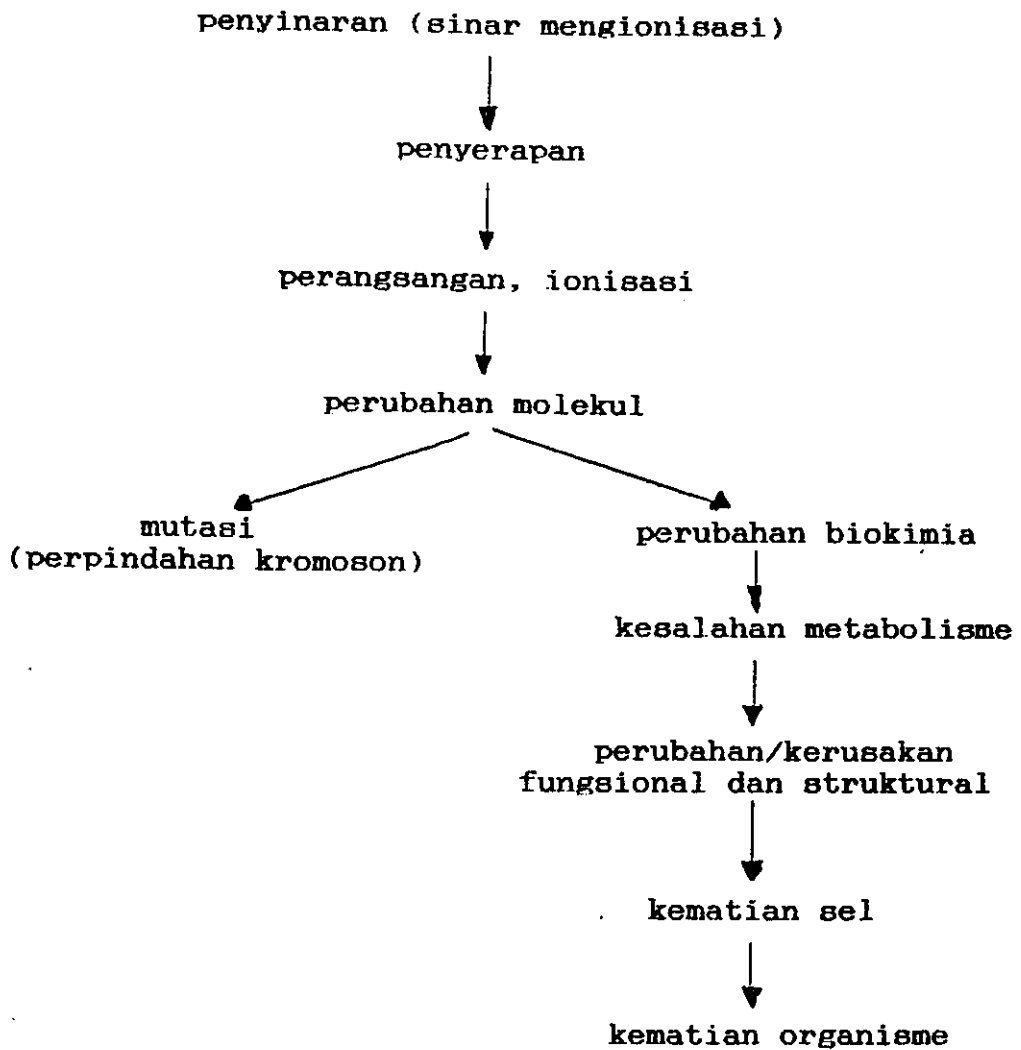 penyinaran (sinar mengionisasi)
penyerapan
perangsangan, ionisasi
perubahan molekul
mutasi
(perpindahan kromoson)
perubahan biokimia
kesalahan metabolisme
perubahan/kerusakan
fungsional dan struktural
kematian sel
kematian organisme